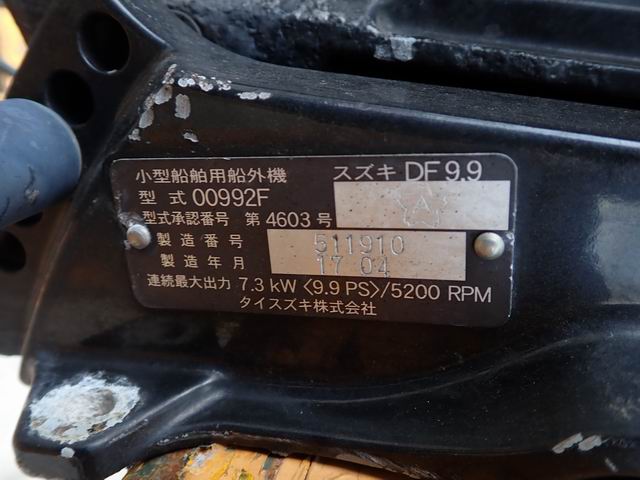 小型船舶用船外機 スズキ DF9.9
型式 00992F
型式承認番号 第 4603 号
製造番号 511910
製造年月 17 04
連続最大出力 7.3 kW〈9.9 PS〉/5200 RPM
タイスズキ株式会社